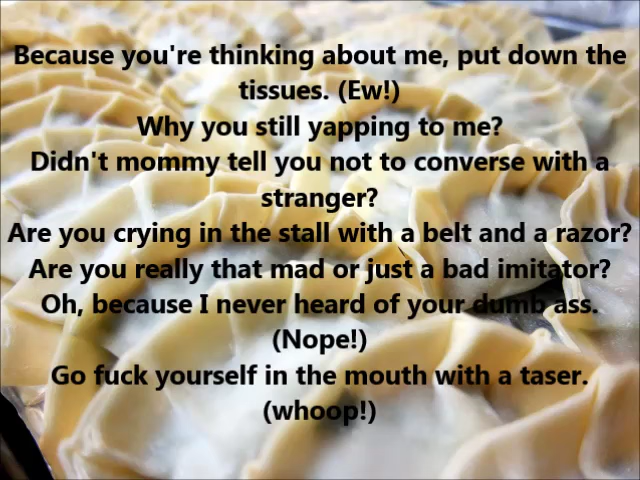 Because you're thinking about me, put down the
tissues. (Ew!)
Why you still yapping to me?
Didn't mommy tell you not to converse with a
stranger?
Are you crying in the stall with a belt and a razor?
Are you really that mad or just a bad imitator?
Oh, because I never heard of your dumb ass.
(Nope!)
Go fuck yourself in the mouth with a taser.
(whoop!)